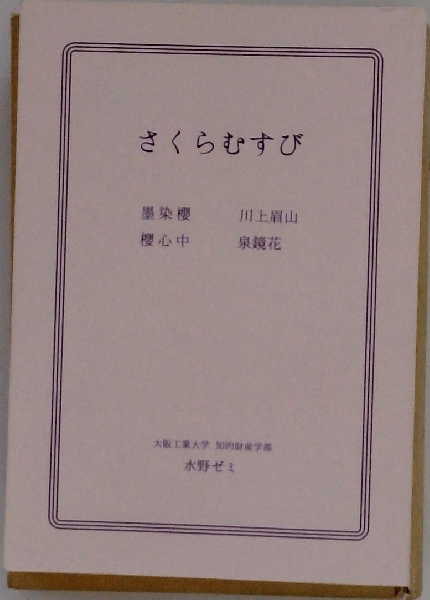 さくらむすび
墨染櫻　川上眉山
櫻心中　泉鏡花
大阪工業大学 知的財産学部
水野ゼミ